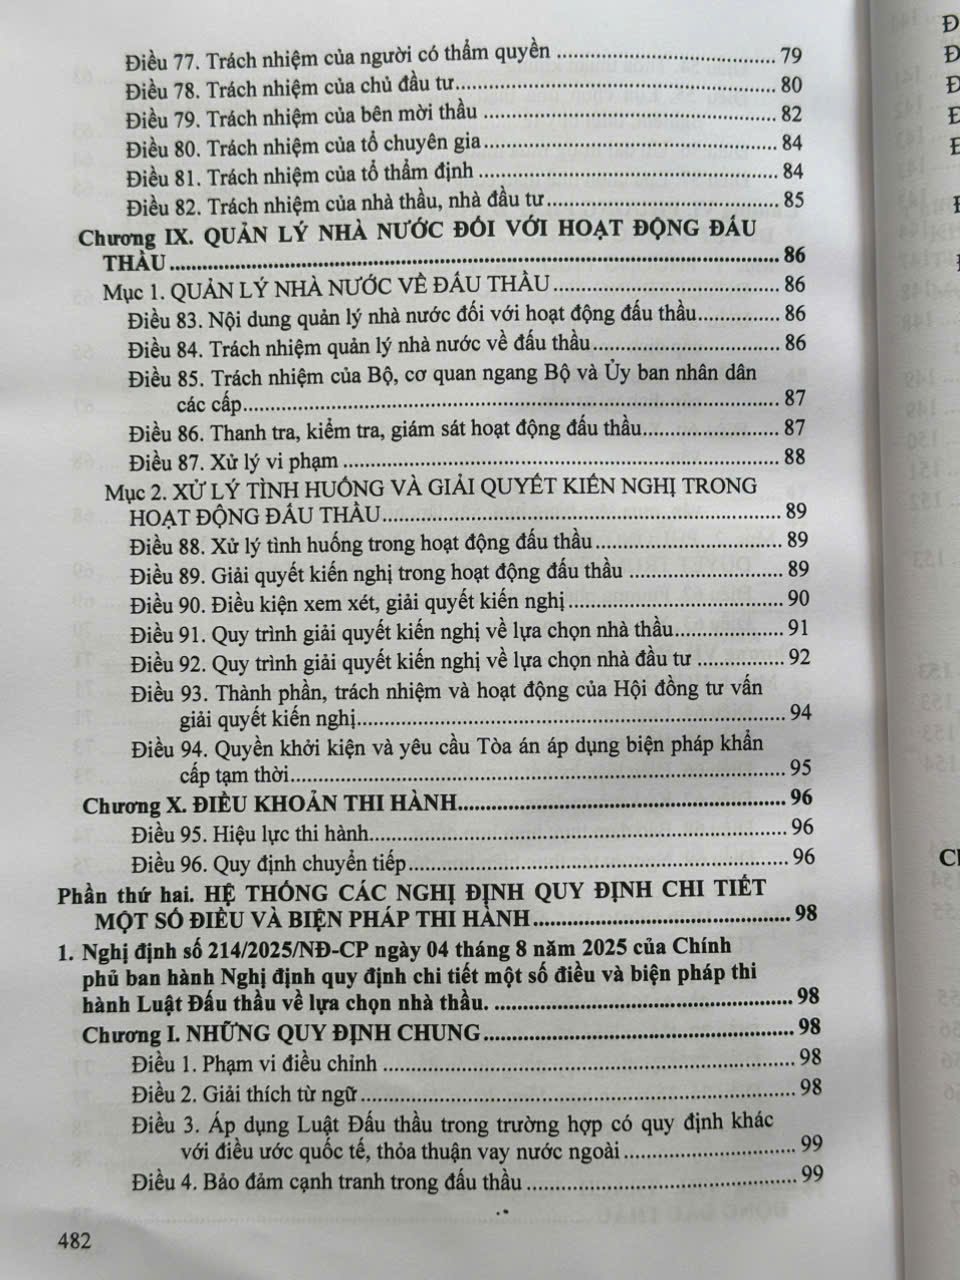 Điều 77. Trách nhiệm của người có thẩm quyền ........ 79
Điều 78. Trách nhiệm của chủ đầu tư ........ 80
Điều 79. Trách nhiệm của bên mời thầu ........ 82
Điều 80. Trách nhiệm của tổ chuyên gia ........ 84
Điều 81. Trách nhiệm của tổ thẩm định ........ 84
Điều 82. Trách nhiệm của nhà thầu, nhà đầu tư ........ 85
Chương IX. QUẢN LÝ NHÀ NƯỚC ĐỐI VỚI HOẠT ĐỘNG ĐẤU
THẦU ........ 86
Mục 1. QUẢN LÝ NHÀ NƯỚC VỀ ĐẤU THẦU ........ 86
Điều 83. Nội dung quản lý nhà nước đối với hoạt động đấu thầu ........ 86
Điều 84. Trách nhiệm quản lý nhà nước về đấu thầu ........ 86
Điều 85. Trách nhiệm của Bộ, cơ quan ngang Bộ và Ủy ban nhân dân
các cấp ........ 87
Điều 86. Thanh tra, kiểm tra, giám sát hoạt động đấu thầu ........ 87
Điều 87. Xử lý vi phạm ........ 88
Mục 2. XỬ LÝ TÌNH HUỐNG VÀ GIẢI QUYẾT KIẾN NGHỊ TRONG
HOẠT ĐỘNG ĐẤU THẦU ........ 89
Điều 88. Xử lý tình huống trong hoạt động đấu thầu ........ 89
Điều 89. Giải quyết kiến nghị trong hoạt động đấu thầu ........ 89
Điều 90. Điều kiện xem xét, giải quyết kiến nghị ........ 90
Điều 91. Quy trình giải quyết kiến nghị về lựa chọn nhà thầu ........ 91
Điều 92. Quy trình giải quyết kiến nghị về lựa chọn nhà đầu tư ........ 92
Điều 93. Thành phần, trách nhiệm và hoạt động của Hội đồng tư vấn
giải quyết kiến nghị ........ 94
Điều 94. Quyền khởi kiện và yêu cầu Tòa án áp dụng biện pháp khẩn
cấp tạm thời ........ 95
Chương X. ĐIỀU KHOẢN THI HÀNH ........ 96
Điều 95. Hiệu lực thi hành ........ 96
Điều 96. Quy định chuyển tiếp ........ 96
Phần thứ hai. HỆ THỐNG CÁC NGHỊ ĐỊNH QUY ĐỊNH CHI TIẾT
MỘT SỐ ĐIỀU VÀ BIỆN PHÁP THI HÀNH ........ 98
1. Nghị định số 214/2025/NĐ-CP ngày 04 tháng 8 năm 2025 của Chính
phủ ban hành Nghị định quy định chi tiết một số điều và biện pháp thi
hành Luật Đấu thầu về lựa chọn nhà thầu. ........ 98
Chương I. NHỮNG QUY ĐỊNH CHUNG ........ 98
Điều 1. Phạm vi điều chỉnh ........ 98
Điều 2. Giải thích từ ngữ ........ 98
Điều 3. Áp dụng Luật Đấu thầu trong trường hợp có quy định khác
với điều ước quốc tế, thỏa thuận vay nước ngoài ........ 99
Điều 4. Bảo đảm cạnh tranh trong đấu thầu ........ 99
482